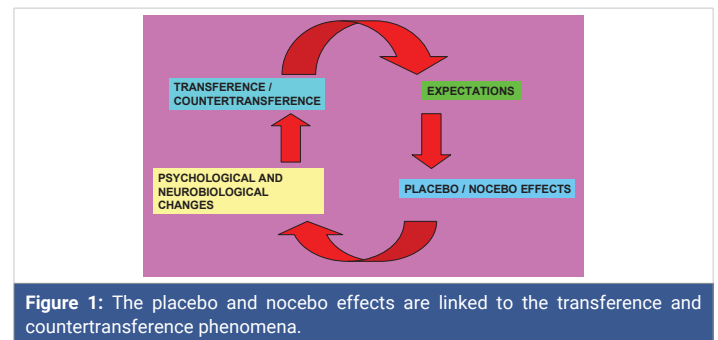 TRANSFERENCE /
COUNTERTRANSFERENCE
EXPECTATIONS
PSYCHOLOGICAL AND
NEUROBIOLOGICAL
CHANGES
PLACEBO / NOCEBO EFFECTS
Figure 1: The placebo and nocebo effects are linked to the transference and
countertransference phenomena.